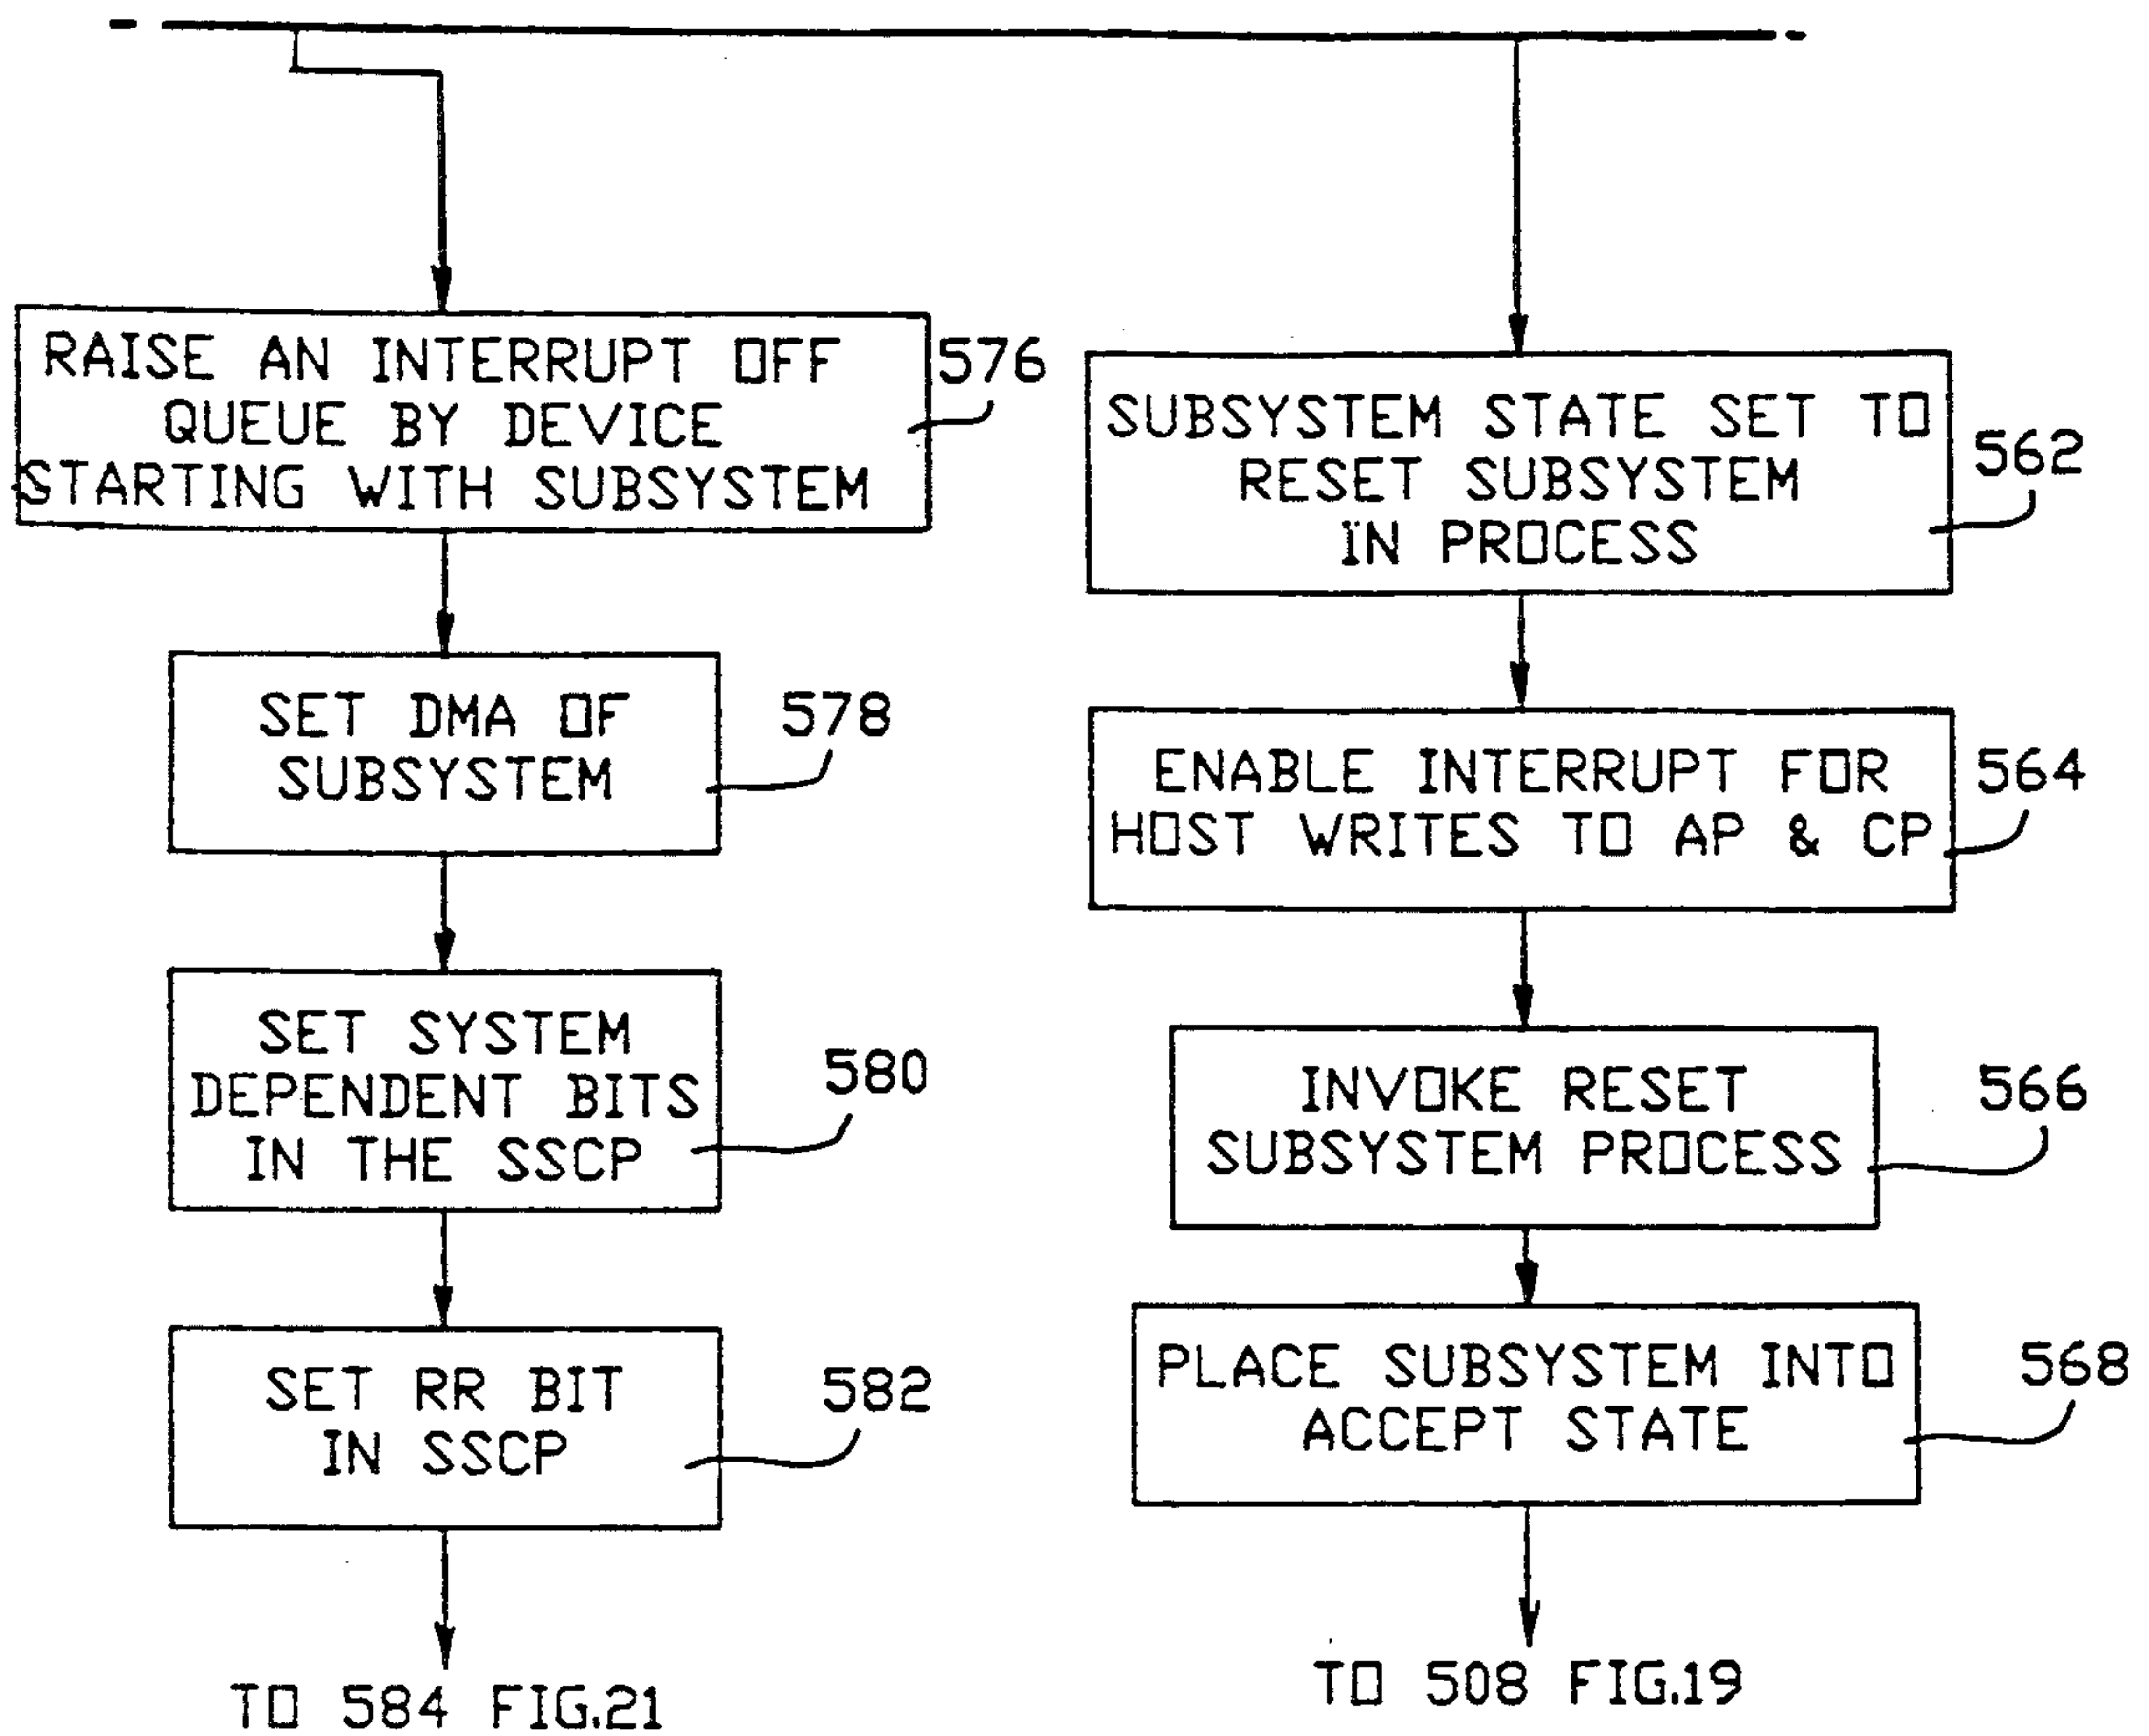 RAISE AN INTERRUPT OFF
QUEUE BY DEVICE
STARTING WITH SUBSYSTEM
576
SET DMA OF
SUBSYSTEM
578
SET SYSTEM
DEPENDENT BITS
IN THE SSCP
580
SET RR BIT
IN SSCP
582
TO 584 FIG.21
SUBSYSTEM STATE SET TO
RESET SUBSYSTEM
IN PROCESS
562
ENABLE INTERRUPT FOR
HOST WRITES TO AP & CP
564
INVOKE RESET
SUBSYSTEM PROCESS
566
PLACE SUBSYSTEM INTO
ACCEPT STATE
568
TO 508 FIG.19